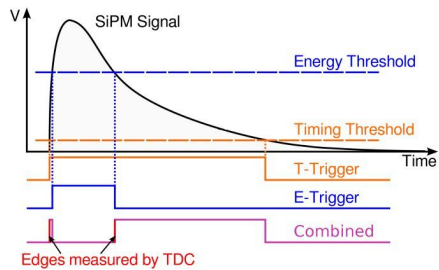 V
SiPM Signal
Energy Threshold
Timing Threshold
Time
T-Trigger
E-Trigger
Combined
Edges measured by TDC